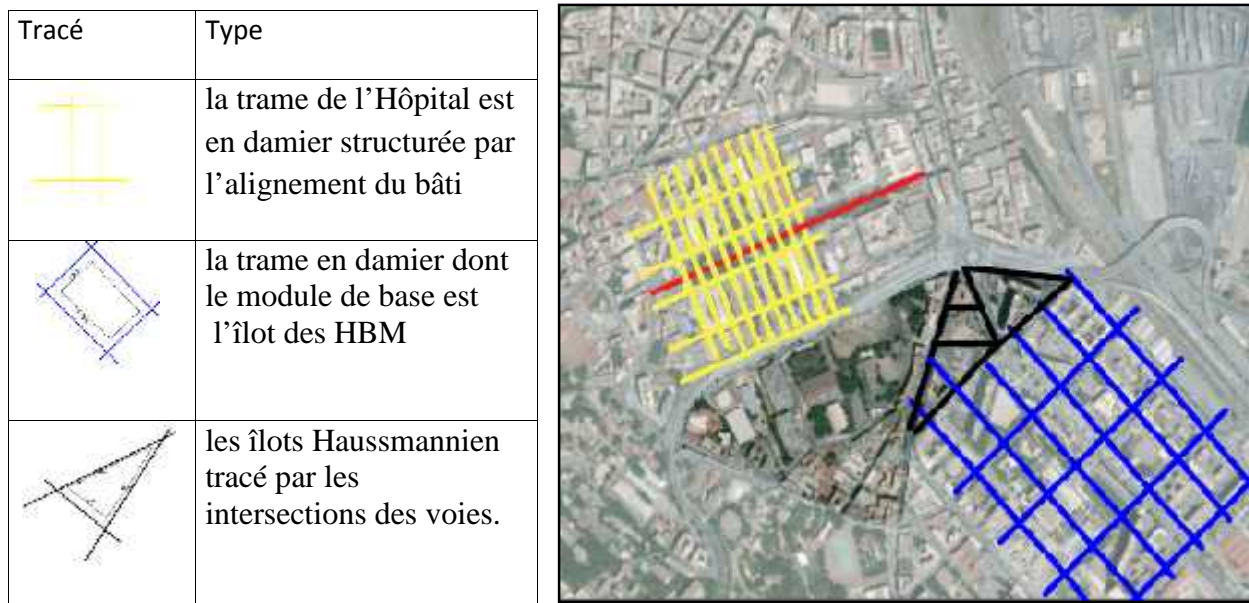 Tracé
Type
la trame de l’Hôpital est
en damier structurée par
l’alignement du bâti
la trame en damier dont
le module de base est
l’îlot des HBM
les îlots Haussmannien
tracé par les
intersections des voies.